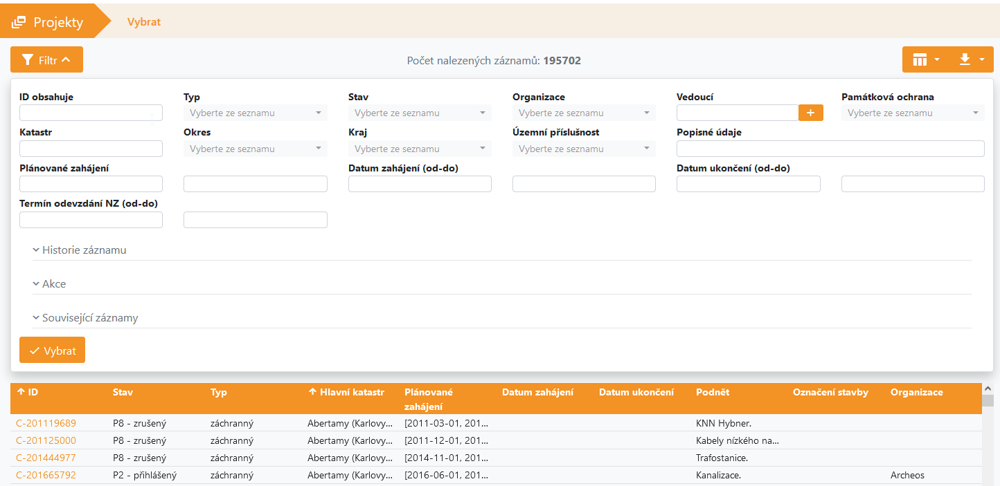 Projekty Vybrat
Filtr Počet nalezených záznamů: 195702
ID obsahuje Typ Stav Organizace Vedoucí Památková ochrana
Vyberte ze seznamu Vyberte ze seznamu Vyberte ze seznamu + Vyberte ze seznamu
Katastr Okres Kraj Územní příslušnost Popisné údaje
Vyberte ze seznamu Vyberte ze seznamu Vyberte ze seznamu
Plánované zahájení Datum zahájení (od-do) Datum ukončení (od-do)
Termín odevzdání NZ (od-do)
Historie záznamu
Akce
Související záznamy
Vybrat
ID Stav Typ Hlavní katastr Plánované zahájení Datum zahájení Datum ukončení Podnět Označení stavby Organizace
C-201119689 P8 - zrušený záchranný Abertamy (Karlovy... [2011-03-01, 201... KNN Hybner.
C-201125000 P8 - zrušený záchranný Abertamy (Karlovy... [2011-12-01, 201... Kabely nízkého na...
C-201444977 P8 - zrušený záchranný Abertamy (Karlovy... [2014-11-01, 201... Trafostanice.
C-201665792 P2 - přihlášený záchranný Abertamy (Karlovy... [2016-06-01, 201... Kanalizace. Archeos